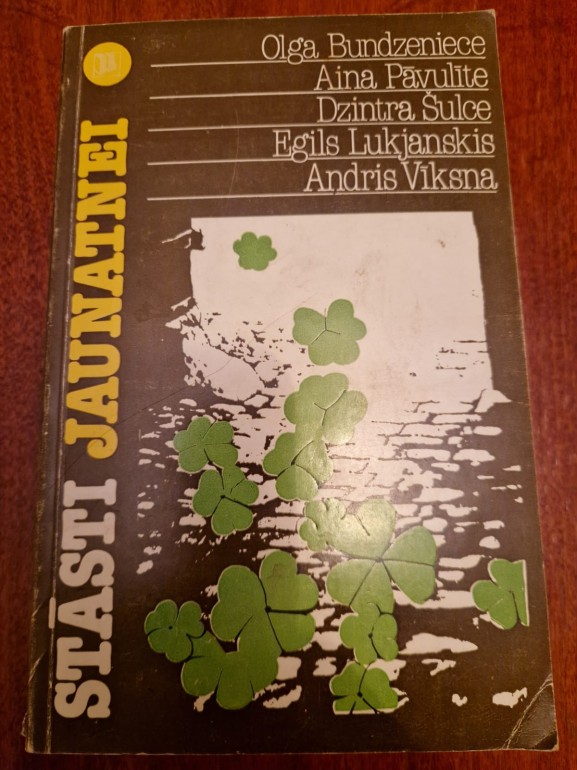 Olga Bundzeniece
Aina Pāvulīte
Dzintra Šulce
Egils Lukjanskis
Andris Vīksna
STĀSTI JAUNATNEI